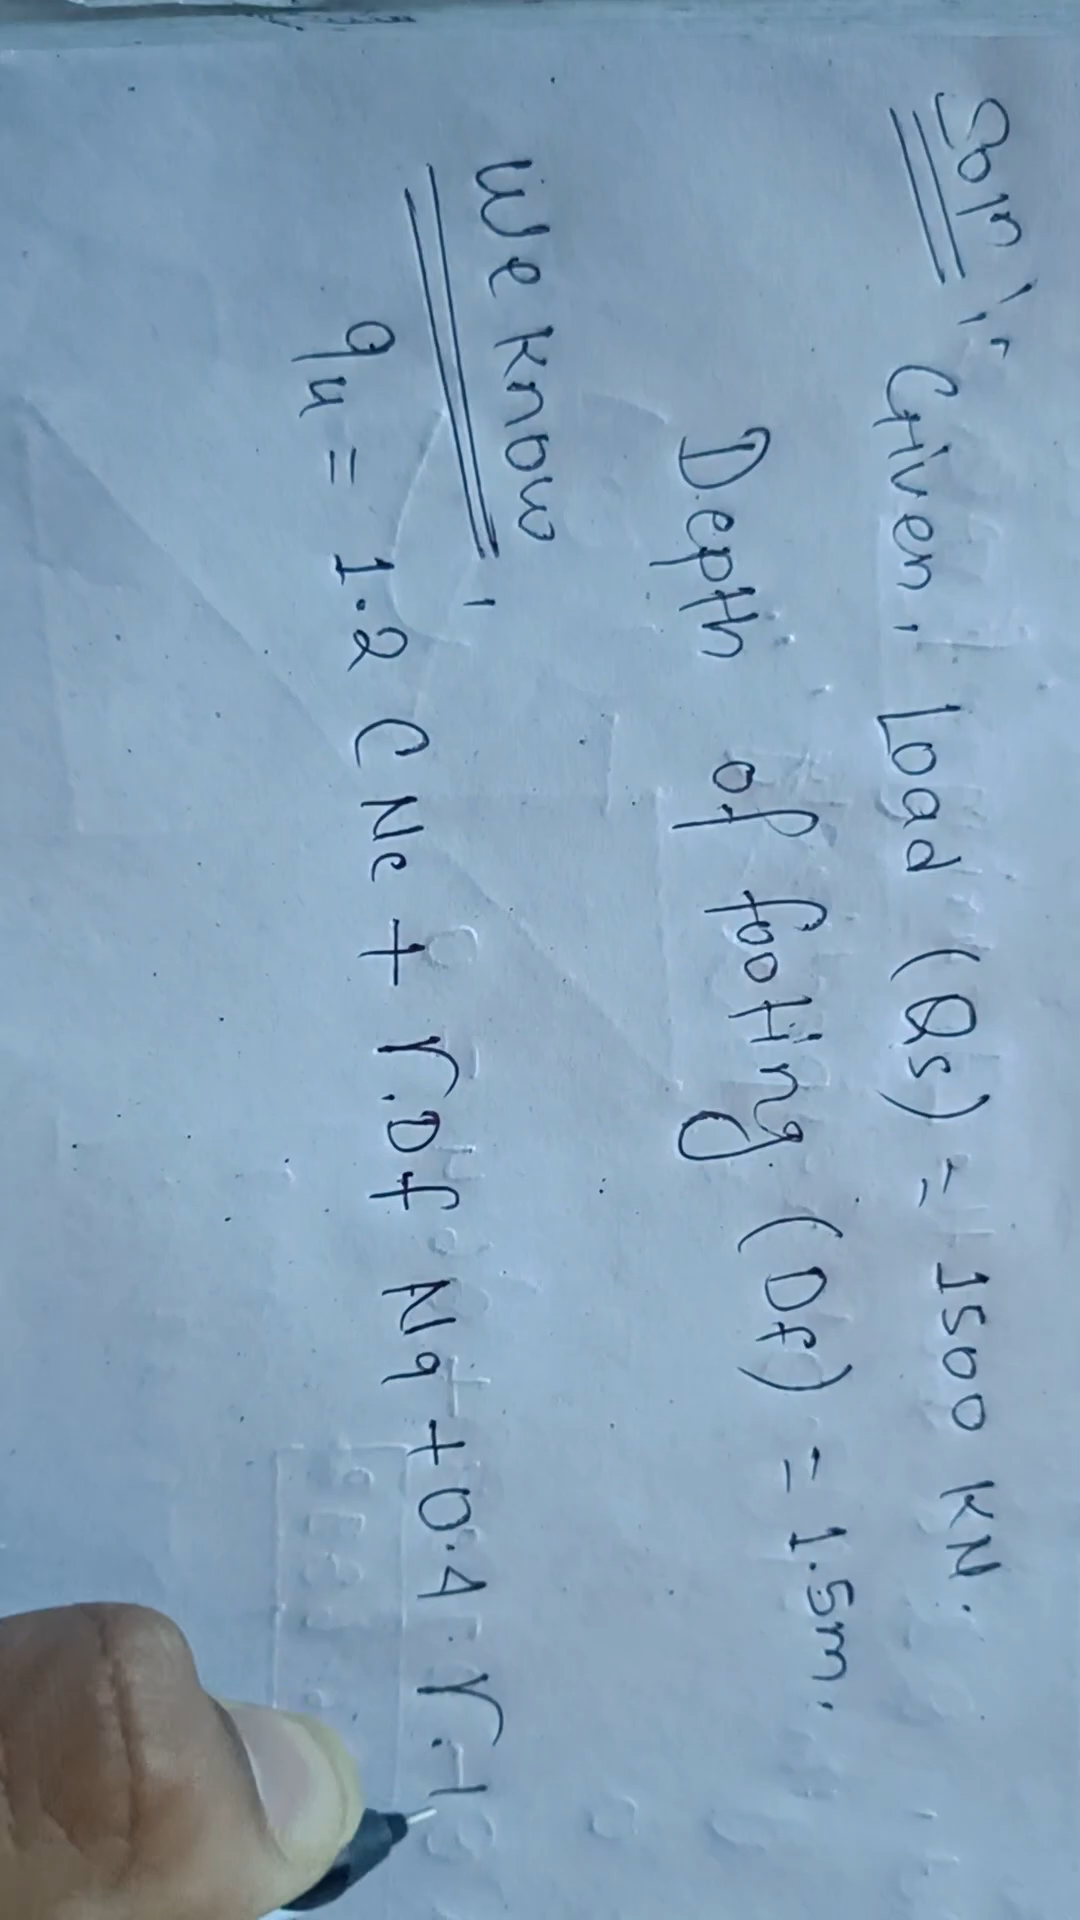 Soln :- Given, Load (Qs) = 1500 KN.
Depth of footing (Df) = 1.5m.
We know,
qu = 1.2 CNc + γ.Df Nq + 0.4 γ.